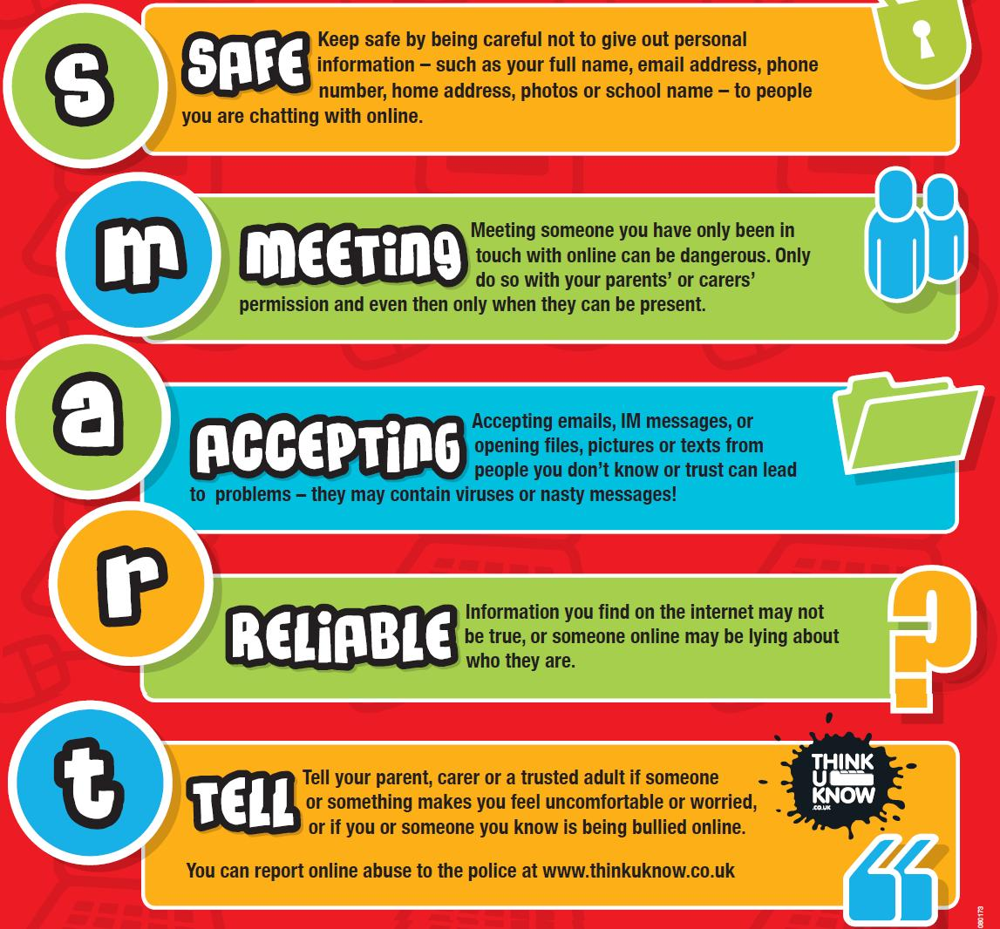 s
SAFE Keep safe by being careful not to give out personal
information – such as your full name, email address, phone
number, home address, photos or school name – to people
you are chatting with online.
m
MEETiNG Meeting someone you have only been in
touch with online can be dangerous. Only
do so with your parents’ or carers’
permission and even then only when they can be present.
a
ACCEPTiNG Accepting emails, IM messages, or
opening files, pictures or texts from
people you don’t know or trust can lead
to problems – they may contain viruses or nasty messages!
r
RELiABLE Information you find on the internet may not
be true, or someone online may be lying about
who they are.
t
TELL Tell your parent, carer or a trusted adult if someone
or something makes you feel uncomfortable or worried,
or if you or someone you know is being bullied online.
THINK
U
KNOW
.CO.UK
You can report online abuse to the police at www.thinkuknow.co.uk
080173